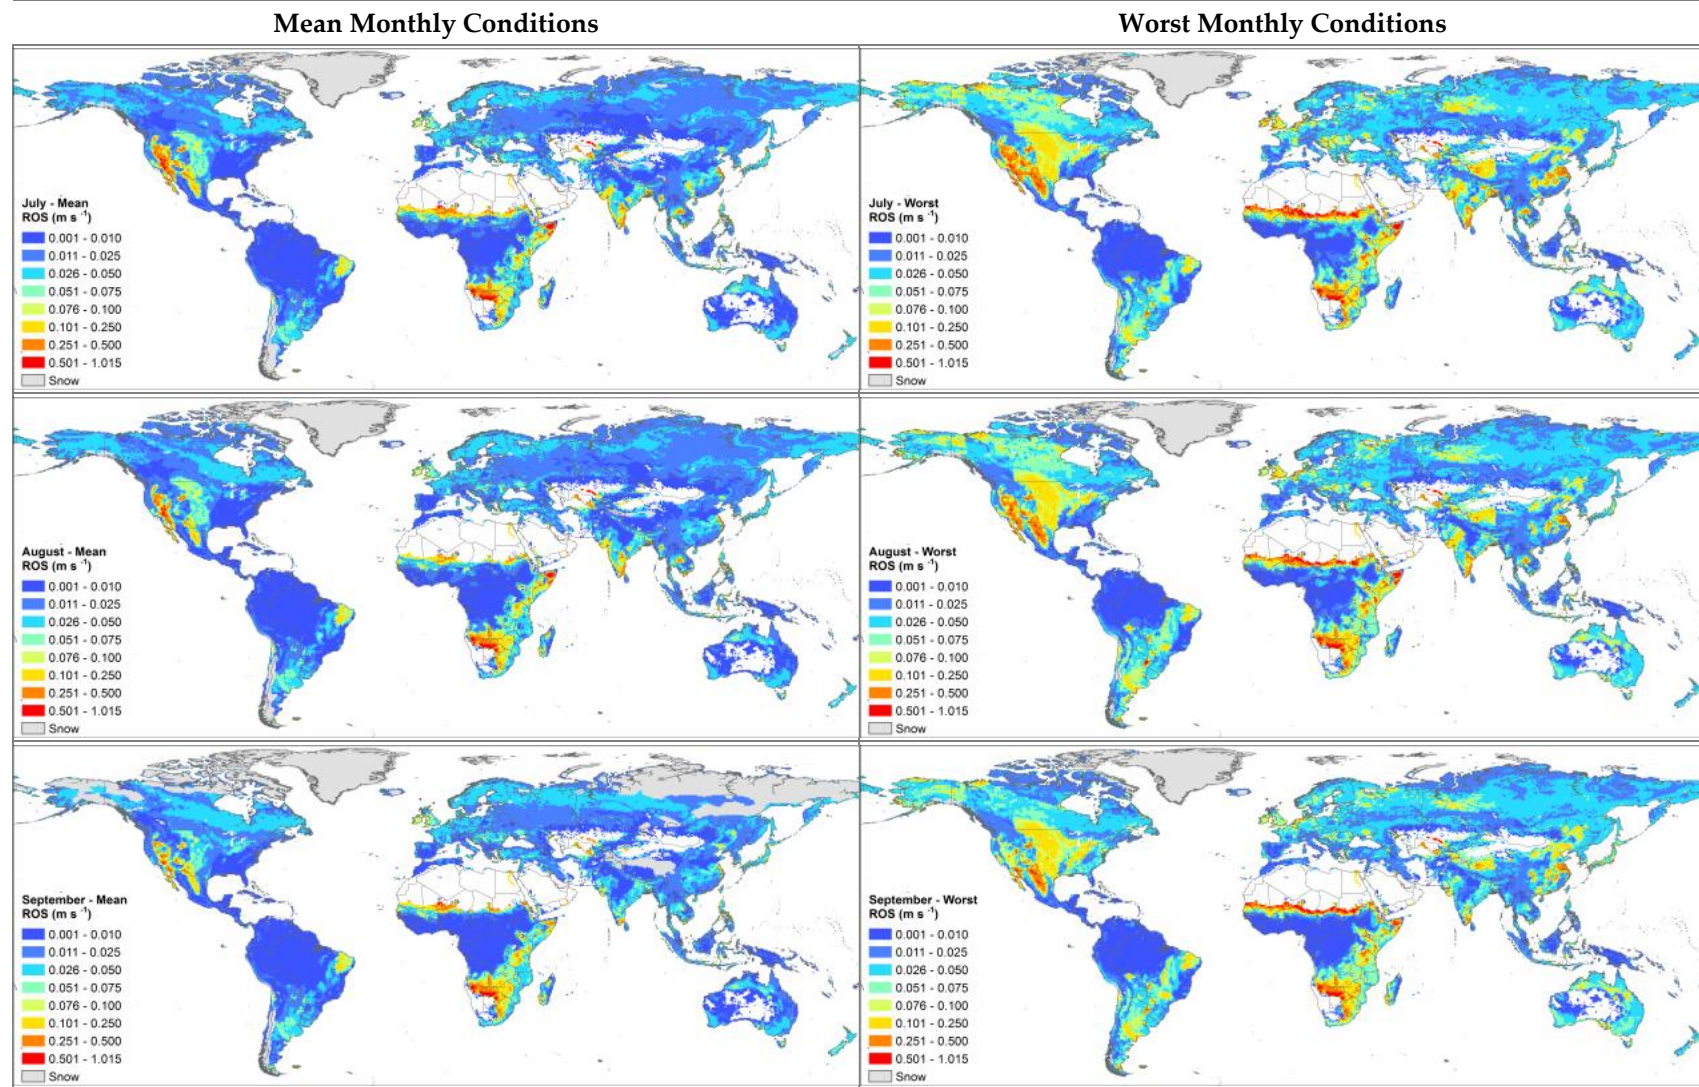 Mean Monthly Conditions
Worst Monthly Conditions
July - Mean
ROS (m s -1)
0.001 - 0.010
0.011 - 0.025
0.026 - 0.050
0.051 - 0.075
0.076 - 0.100
0.101 - 0.250
0.251 - 0.500
0.501 - 1.015
Snow
July - Worst
ROS (m s -1)
0.001 - 0.010
0.011 - 0.025
0.026 - 0.050
0.051 - 0.075
0.076 - 0.100
0.101 - 0.250
0.251 - 0.500
0.501 - 1.015
Snow
August - Mean
ROS (m s -1)
0.001 - 0.010
0.011 - 0.025
0.026 - 0.050
0.051 - 0.075
0.076 - 0.100
0.101 - 0.250
0.251 - 0.500
0.501 - 1.015
Snow
August - Worst
ROS (m s -1)
0.001 - 0.010
0.011 - 0.025
0.026 - 0.050
0.051 - 0.075
0.076 - 0.100
0.101 - 0.250
0.251 - 0.500
0.501 - 1.015
Snow
September - Mean
ROS (m s -1)
0.001 - 0.010
0.011 - 0.025
0.026 - 0.050
0.051 - 0.075
0.076 - 0.100
0.101 - 0.250
0.251 - 0.500
0.501 - 1.015
Snow
September - Worst
ROS (m s -1)
0.001 - 0.010
0.011 - 0.025
0.026 - 0.050
0.051 - 0.075
0.076 - 0.100
0.101 - 0.250
0.251 - 0.500
0.501 - 1.015
Snow